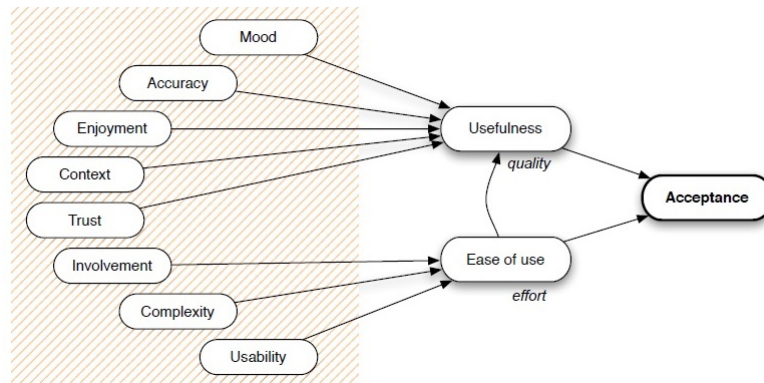 Mood
Accuracy
Enjoyment
Usefulness
Context
quality
Acceptance
Trust
Involvement
Ease of use
effort
Complexity
Usability